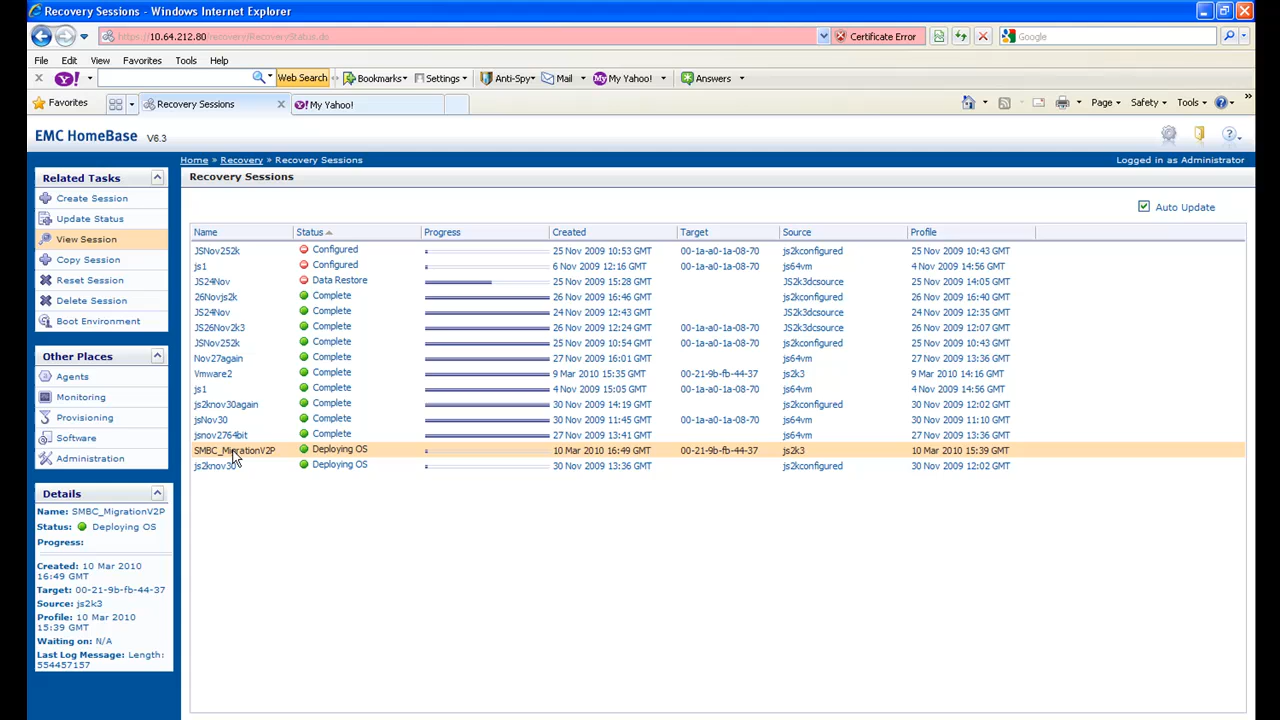 Recovery Sessions - Windows Internet Explorer
https://10.64.212.80/recovery/RecoveryStatus.do
Certificate Error
Google
File Edit View Favorites Tools Help
Y! Web Search Bookmarks Settings Anti-Spy Mail My Yahoo! Answers
Favorites Recovery Sessions My Yahoo! Page Safety Tools
EMC HomeBase V6.3
Home » Recovery » Recovery Sessions Logged in as Administrator
Related Tasks
Create Session
Update Status
View Session
Copy Session
Reset Session
Delete Session
Boot Environment
Other Places
Agents
Monitoring
Provisioning
Software
Administration
Details
Name: SMBC_MigrationV2P
Status: Deploying OS
Progress:
Created: 10 Mar 2010
16:49 GMT
Target: 00-21-9b-fb-44-37
Source: js2k3
Profile: 10 Mar 2010
15:39 GMT
Waiting on: N/A
Last Log Message: Length:
554457157
Recovery Sessions
Auto Update
Name Status Progress Created Target Source Profile
JSNov252k Configured 25 Nov 2009 10:53 GMT 00-1a-a0-1a-08-70 js2kconfigured 25 Nov 2009 10:43 GMT
js1 Configured 6 Nov 2009 12:16 GMT 00-1a-a0-1a-08-70 js64vm 4 Nov 2009 14:56 GMT
JS24Nov Data Restore 25 Nov 2009 15:28 GMT JS2k3dcsource 25 Nov 2009 14:05 GMT
26Novjs2k Complete 26 Nov 2009 16:46 GMT js2kconfigured 26 Nov 2009 16:40 GMT
JS24Nov Complete 24 Nov 2009 12:43 GMT JS2k3dcsource 24 Nov 2009 12:35 GMT
JS26Nov2k3 Complete 26 Nov 2009 12:24 GMT 00-1a-a0-1a-08-70 JS2k3dcsource 26 Nov 2009 12:07 GMT
JSNov252k Complete 25 Nov 2009 10:54 GMT 00-1a-a0-1a-08-70 js2kconfigured 25 Nov 2009 10:43 GMT
Nov27again Complete 27 Nov 2009 16:01 GMT js64vm 27 Nov 2009 13:36 GMT
Vmware2 Complete 9 Mar 2010 15:35 GMT 00-21-9b-fb-44-37 js2k3 9 Mar 2010 14:16 GMT
js1 Complete 4 Nov 2009 15:05 GMT 00-1a-a0-1a-08-70 js64vm 4 Nov 2009 14:56 GMT
js2knov30again Complete 30 Nov 2009 14:19 GMT js2kconfigured 30 Nov 2009 12:02 GMT
jsNov30 Complete 30 Nov 2009 11:45 GMT 00-1a-a0-1a-08-70 js64vm 30 Nov 2009 11:10 GMT
jsnov2764bit Complete 27 Nov 2009 13:41 GMT js64vm 27 Nov 2009 13:36 GMT
SMBC_MigrationV2P Deploying OS 10 Mar 2010 16:49 GMT 00-21-9b-fb-44-37 js2k3 10 Mar 2010 15:39 GMT
js2knov30 Deploying OS 30 Nov 2009 13:36 GMT js2kconfigured 30 Nov 2009 12:02 GMT